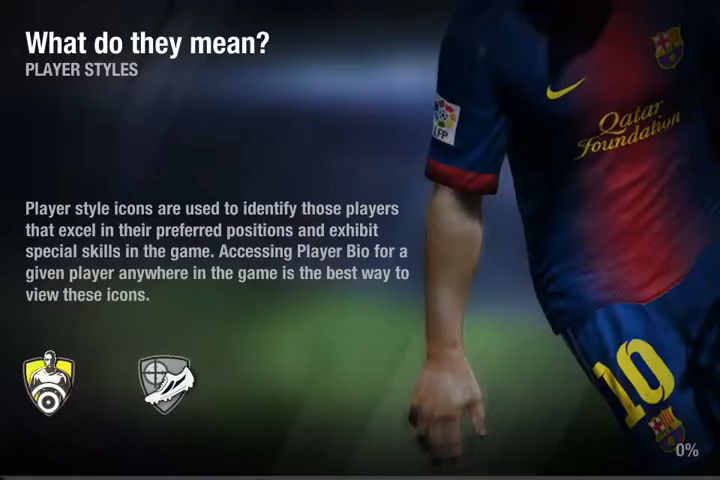 What do they mean?
PLAYER STYLES
LFP
Qatar
Foundation
Player style icons are used to identify those players
that excel in their preferred positions and exhibit
special skills in the game. Accessing Player Bio for a
given player anywhere in the game is the best way to
view these icons.
10
0%